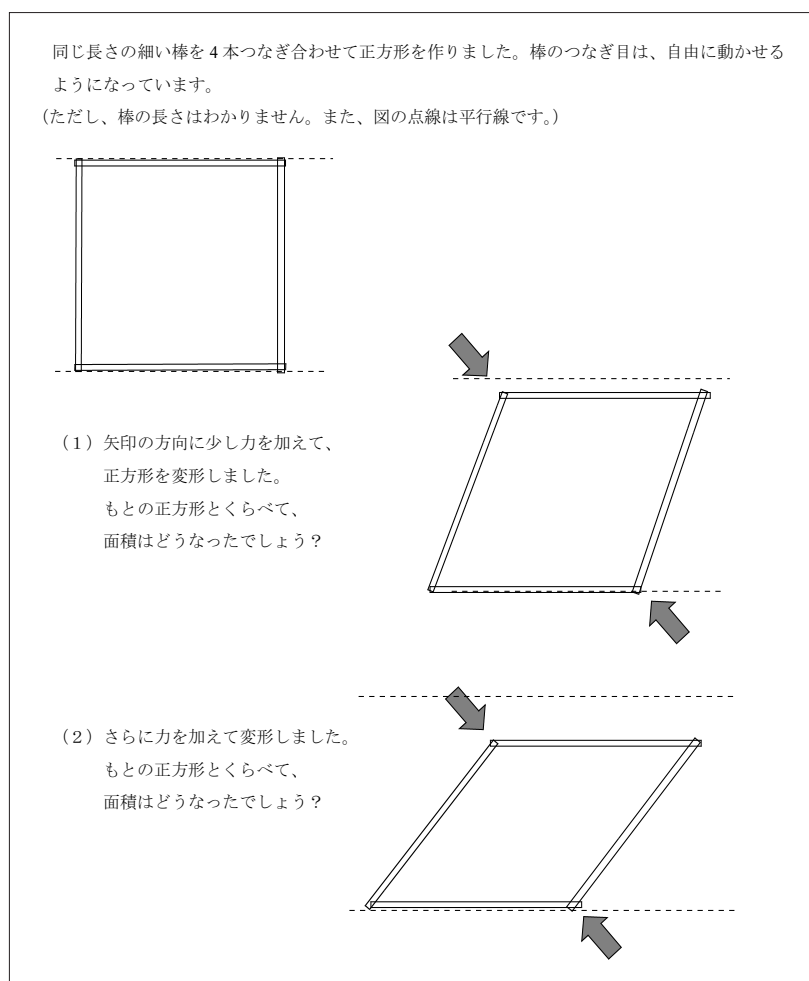 同じ長さの細い棒を4本つなぎ合わせて正方形を作りました。棒のつなぎ目は、自由に動かせる
ようになっています。
（ただし、棒の長さはわかりません。また、図の点線は平行線です。）
（１）矢印の方向に少し力を加えて、
正方形を変形しました。
もとの正方形とくらべて、
面積はどうなったでしょう？
（２）さらに力を加えて変形しました。
もとの正方形とくらべて、
面積はどうなったでしょう？